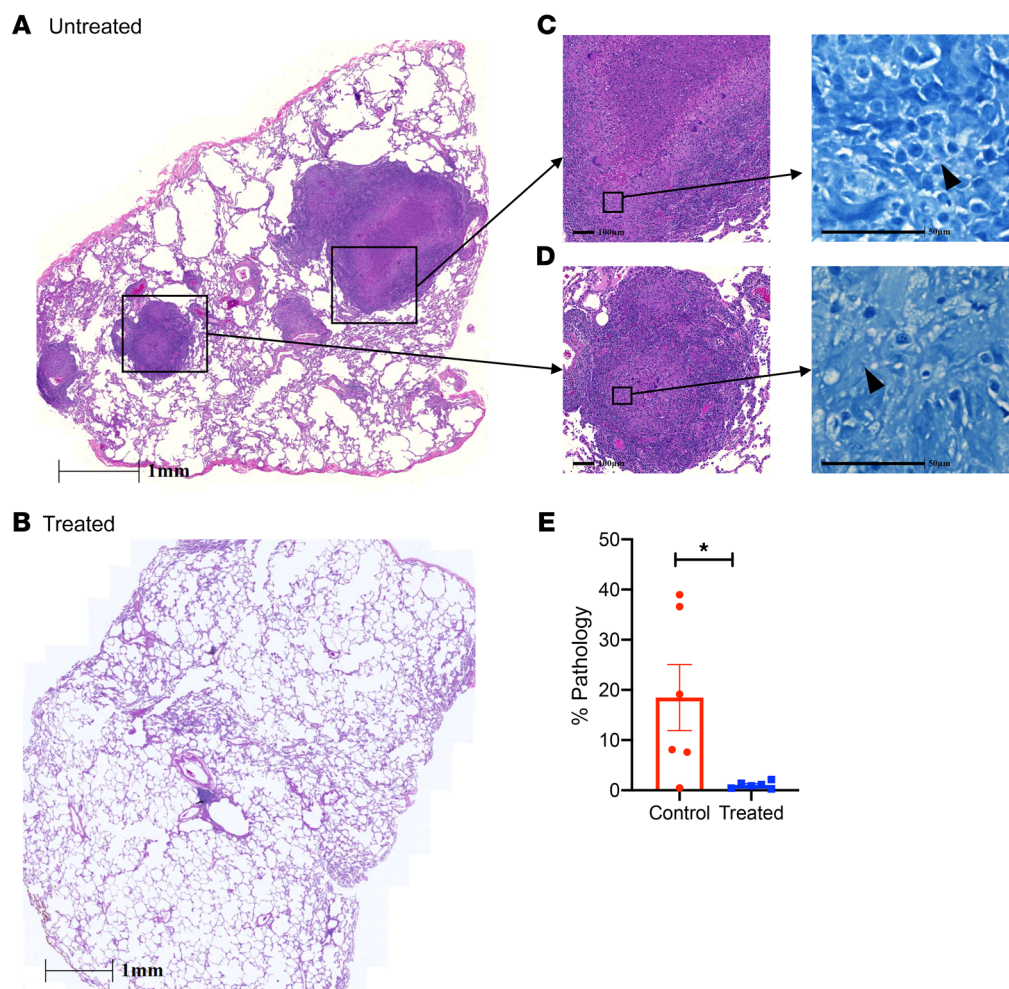 A Untreated
1mm
B Treated
1mm
C
100µm
50µm
D
100µm
50µm
E
*
% Pathology
50
40
30
20
10
0
Control Treated